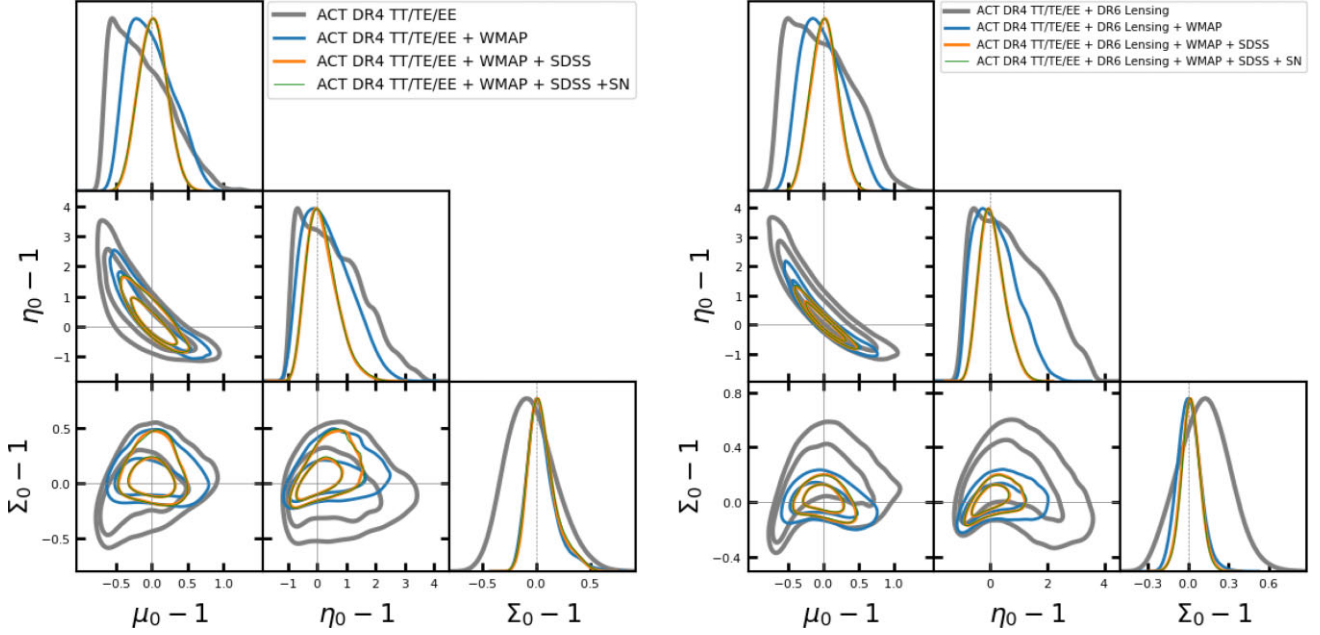 ACT DR4 TT/TE/EE
ACT DR4 TT/TE/EE + WMAP
ACT DR4 TT/TE/EE + WMAP + SDSS
ACT DR4 TT/TE/EE + WMAP + SDSS +SN
η₀ − 1
4
3
2
1
0
−1
Σ₀ − 1
0.5
0.0
−0.5
−0.5 0.0 0.5 1.0
−1 0 1 2 3 4
−0.5 0.0 0.5
μ₀ − 1
η₀ − 1
Σ₀ − 1
ACT DR4 TT/TE/EE + DR6 Lensing
ACT DR4 TT/TE/EE + DR6 Lensing + WMAP
ACT DR4 TT/TE/EE + DR6 Lensing + WMAP + SDSS
ACT DR4 TT/TE/EE + DR6 Lensing + WMAP + SDSS + SN
η₀ − 1
4
3
2
1
0
−1
Σ₀ − 1
0.8
0.4
0.0
−0.4
−0.5 0.0 0.5 1.0
0 2 4
−0.3 0.0 0.3 0.6
μ₀ − 1
η₀ − 1
Σ₀ − 1